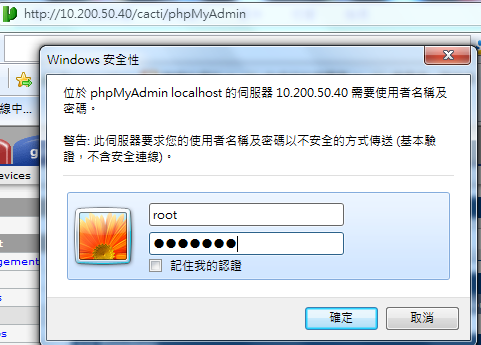 http://10.200.50.40/cacti/phpMyAdmin
Windows 安全性
位於 phpMyAdmin localhost 的伺服器 10.200.50.40 需要使用者名稱及
密碼。
警告: 此伺服器要求您的使用者名稱及密碼以不安全的方式傳送 (基本驗
證，不含安全連線)。
root
●●●●●●●
記住我的認證
確定
取消
線中...
g
evices
t
gement
s
es